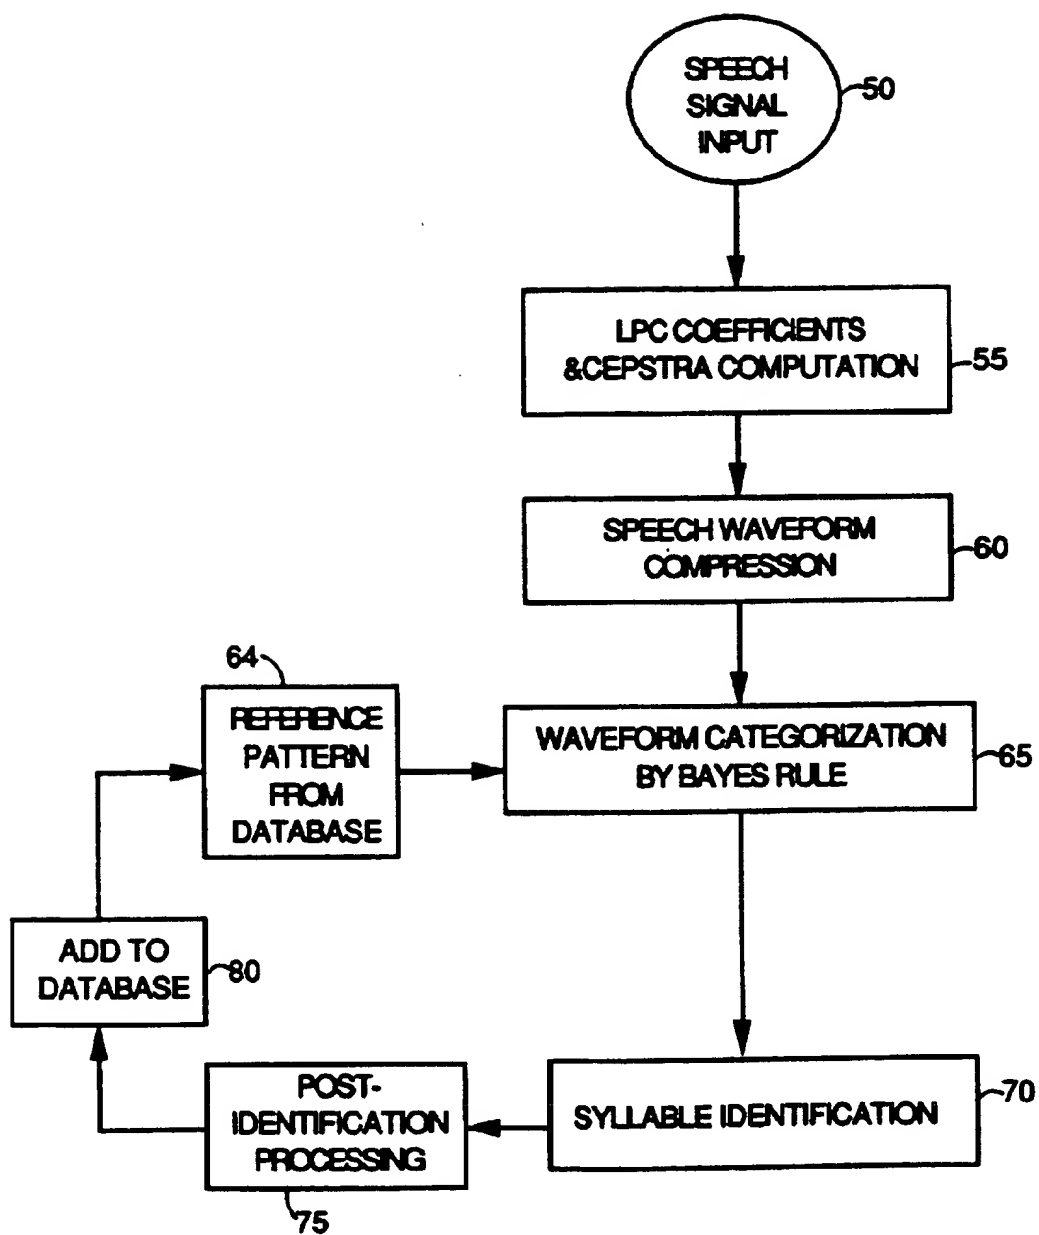 SPEECH
SIGNAL
INPUT
50
LPC COEFFICIENTS
&CEPSTRA COMPUTATION
55
SPEECH WAVEFORM
COMPRESSION
60
64
REFERENCE
PATTERN
FROM
DATABASE
WAVEFORM CATEGORIZATION
BY BAYES RULE
65
ADD TO
DATABASE
80
POST-
IDENTIFICATION
PROCESSING
75
SYLLABLE IDENTIFICATION
70